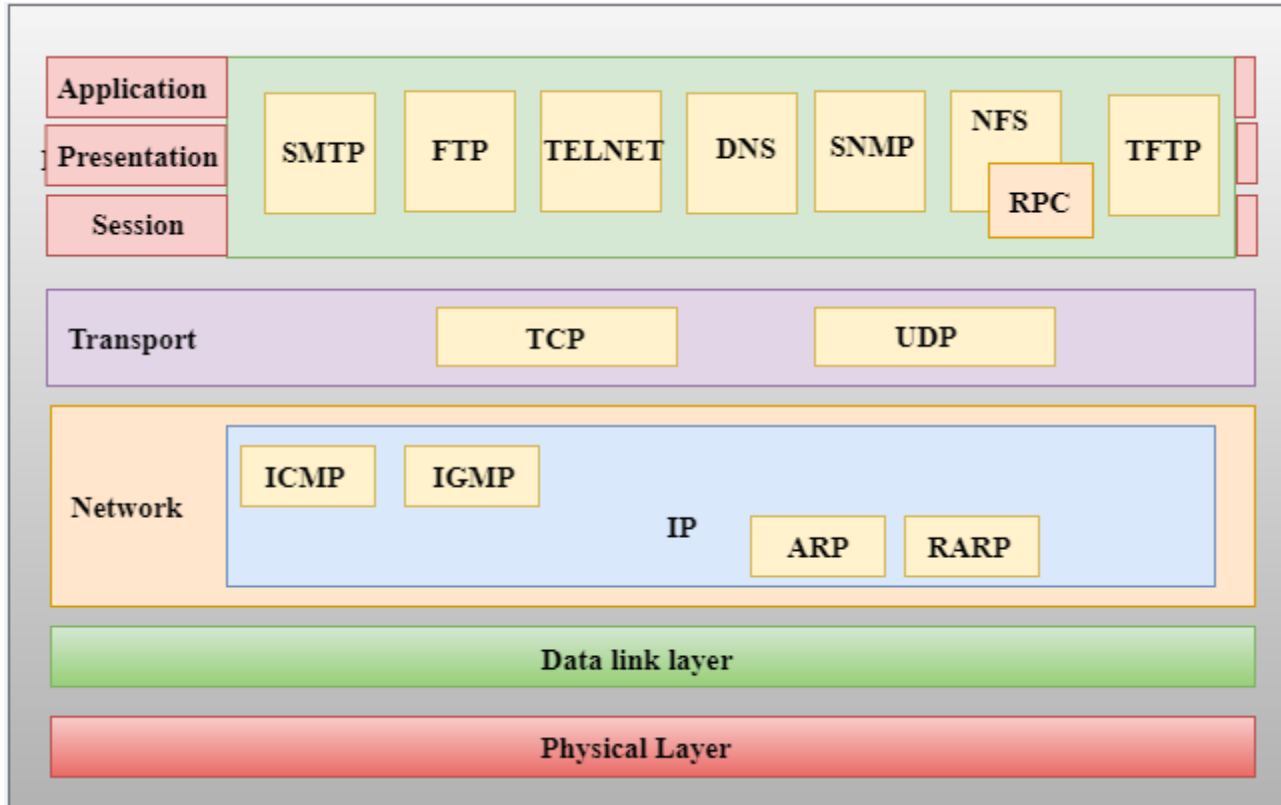 Application
Presentation
Session
SMTP
FTP
TELNET
DNS
SNMP
NFS
RPC
TFTP
Transport
TCP
UDP
Network
ICMP
IGMP
IP
ARP
RARP
Data link layer
Physical Layer